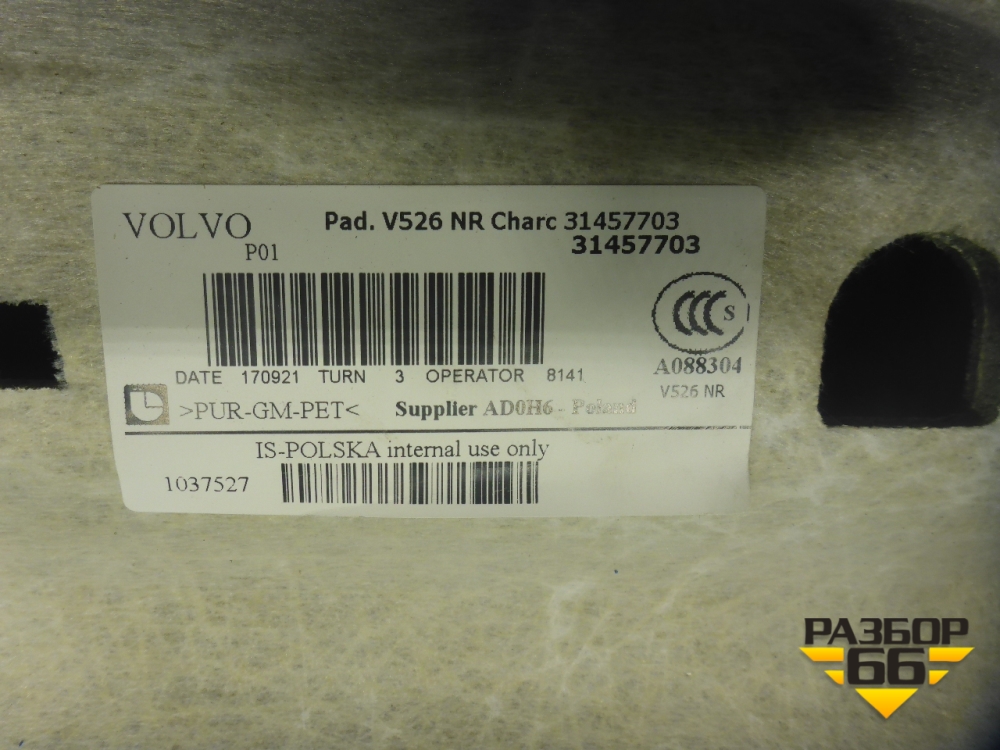 VOLVO
P01
Pad. V526 NR Charc 31457703
31457703
CCC S
A088304
V526 NR
DATE 170921 TURN 3 OPERATOR 8141
>PUR-GM-PET<
Supplier AD0H6 - Poland
IS-POLSKA internal use only
1037527
РАЗБОР
66